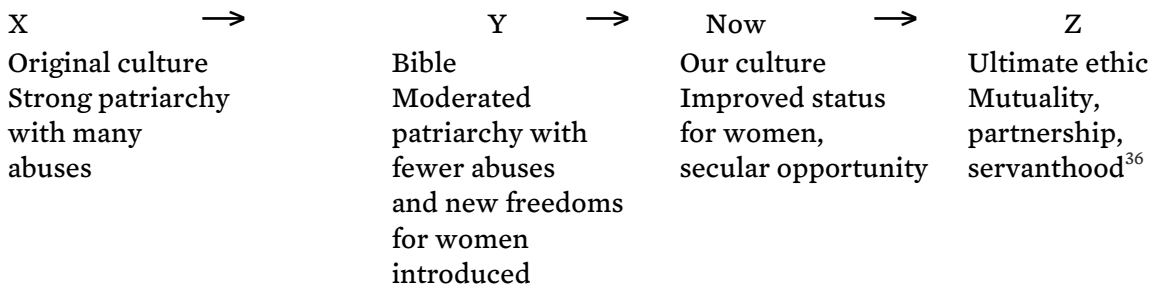 X → Y → Now → Z
Original culture Bible Our culture Ultimate ethic
Strong patriarchy Moderated Improved status Mutuality,
with many patriarchy with for women, partnership,
abuses fewer abuses secular opportunity servanthood36
and new freedoms
for women
introduced